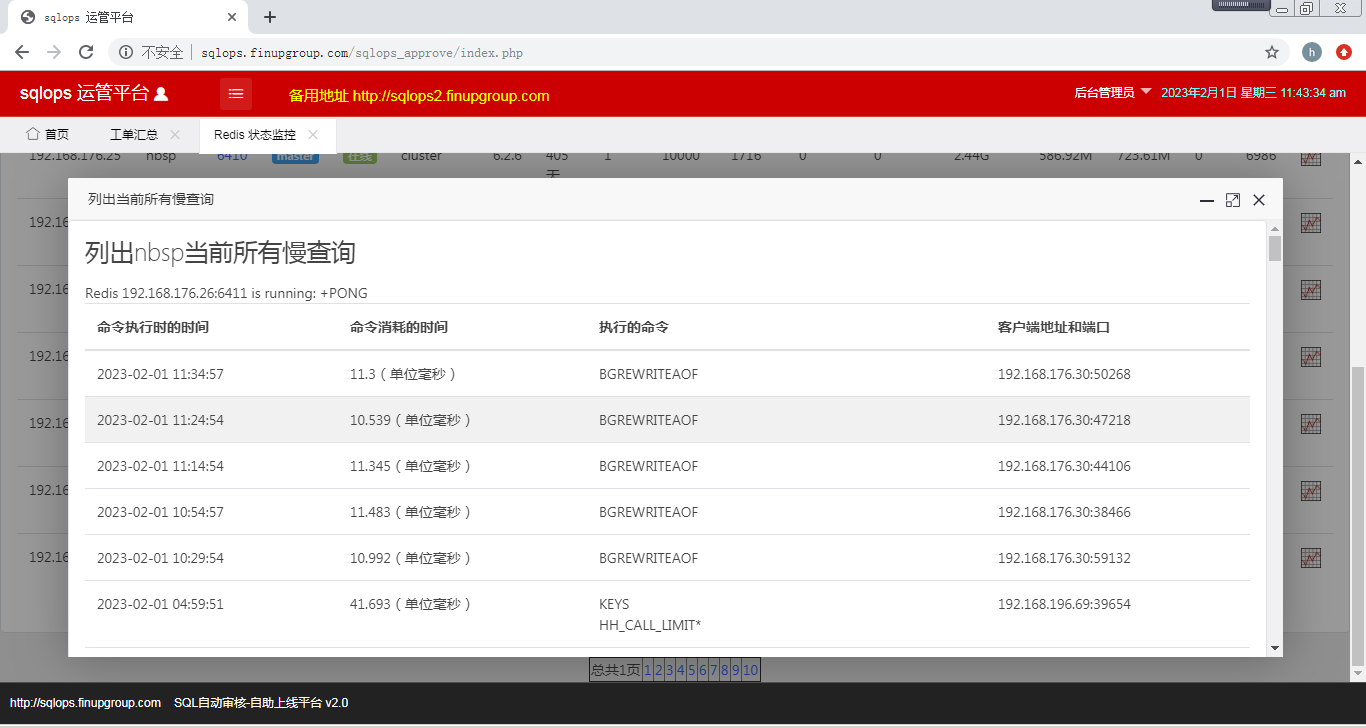 sqlops 运管平台
不安全 sqlops.finupgroup.com/sqlops_approve/index.php
h
sqlops 运管平台 备用地址 http://sqlops2.finupgroup.com 后台管理员 2023年2月1日 星期三 11:43:34 am
首页 工单汇总 Redis 状态监控
192.168.176.25 nbsp 6410 master 在线 cluster 6.2.6 405 1 10000 1716 0 0 2.44G 586.92M 723.61M 0 6986
天
列出当前所有慢查询
192.16
列出nbsp当前所有慢查询
192.16
Redis 192.168.176.26:6411 is running: +PONG
命令执行时的时间 命令消耗的时间 执行的命令 客户端地址和端口
192.16
2023-02-01 11:34:57 11.3（单位毫秒） BGREWRITEAOF 192.168.176.30:50268
192.16
2023-02-01 11:24:54 10.539（单位毫秒） BGREWRITEAOF 192.168.176.30:47218
2023-02-01 11:14:54 11.345（单位毫秒） BGREWRITEAOF 192.168.176.30:44106
192.16
2023-02-01 10:54:57 11.483（单位毫秒） BGREWRITEAOF 192.168.176.30:38466
192.16
2023-02-01 10:29:54 10.992（单位毫秒） BGREWRITEAOF 192.168.176.30:59132
2023-02-01 04:59:51 41.693（单位毫秒） KEYS 192.168.196.69:39654
HH_CALL_LIMIT*
总共1页 1 2 3 4 5 6 7 8 9 10
http://sqlops.finupgroup.com SQL自动审核-自助上线平台 v2.0